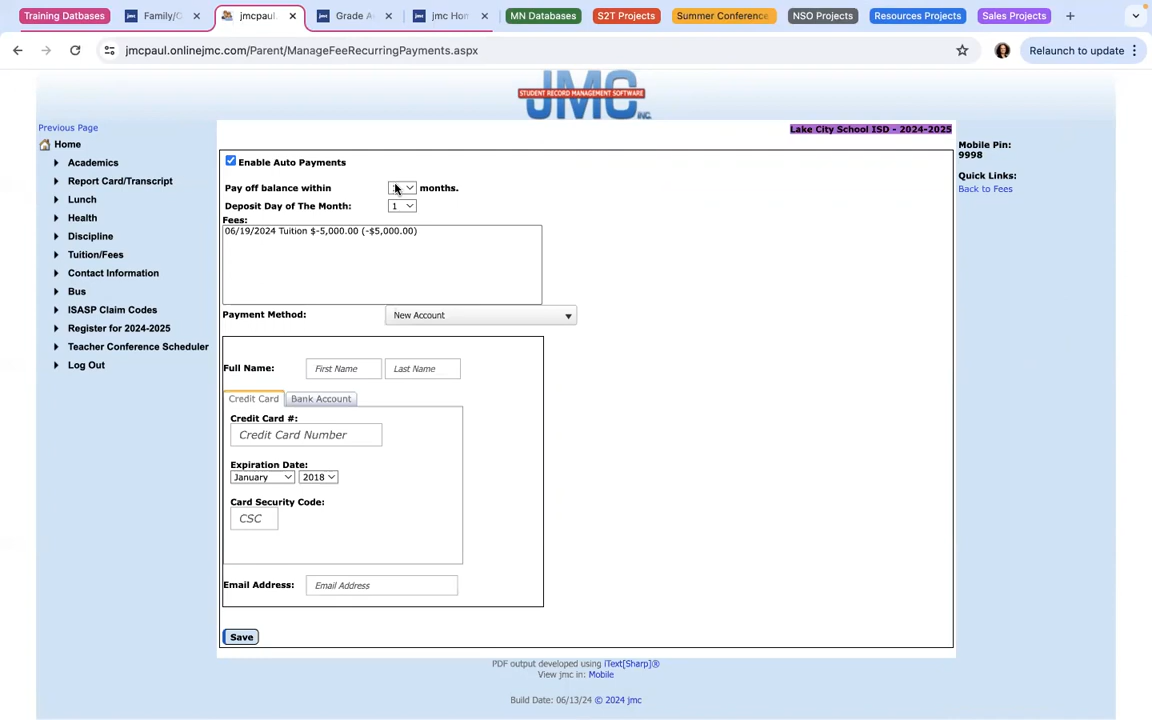 Training Datbases
Family/C
jmcpaul.
Grade A
jmc Hon
MN Databases
S2T Projects
Summer Conference
NSO Projects
Resources Projects
Sales Projects
jmcpaul.onlinejmc.com/Parent/ManageFeeRecurringPayments.aspx
Relaunch to update
JMC
STUDENT RECORD MANAGEMENT SOFTWARE
INC.
Previous Page
Home
Academics
Report Card/Transcript
Lunch
Health
Discipline
Tuition/Fees
Contact Information
Bus
ISASP Claim Codes
Register for 2024-2025
Teacher Conference Scheduler
Log Out
Lake City School ISD - 2024-2025
Enable Auto Payments
Pay off balance within months.
Deposit Day of The Month: 1
Fees:
06/19/2024 Tuition $-5,000.00 (-$5,000.00)
Payment Method: New Account
Full Name: First Name Last Name
Credit Card Bank Account
Credit Card #:
Credit Card Number
Expiration Date:
January 2018
Card Security Code:
CSC
Email Address: Email Address
Save
Mobile Pin:
9998
Quick Links:
Back to Fees
PDF output developed using iText[Sharp]®
View jmc in: Mobile
Build Date: 06/13/24 © 2024 jmc